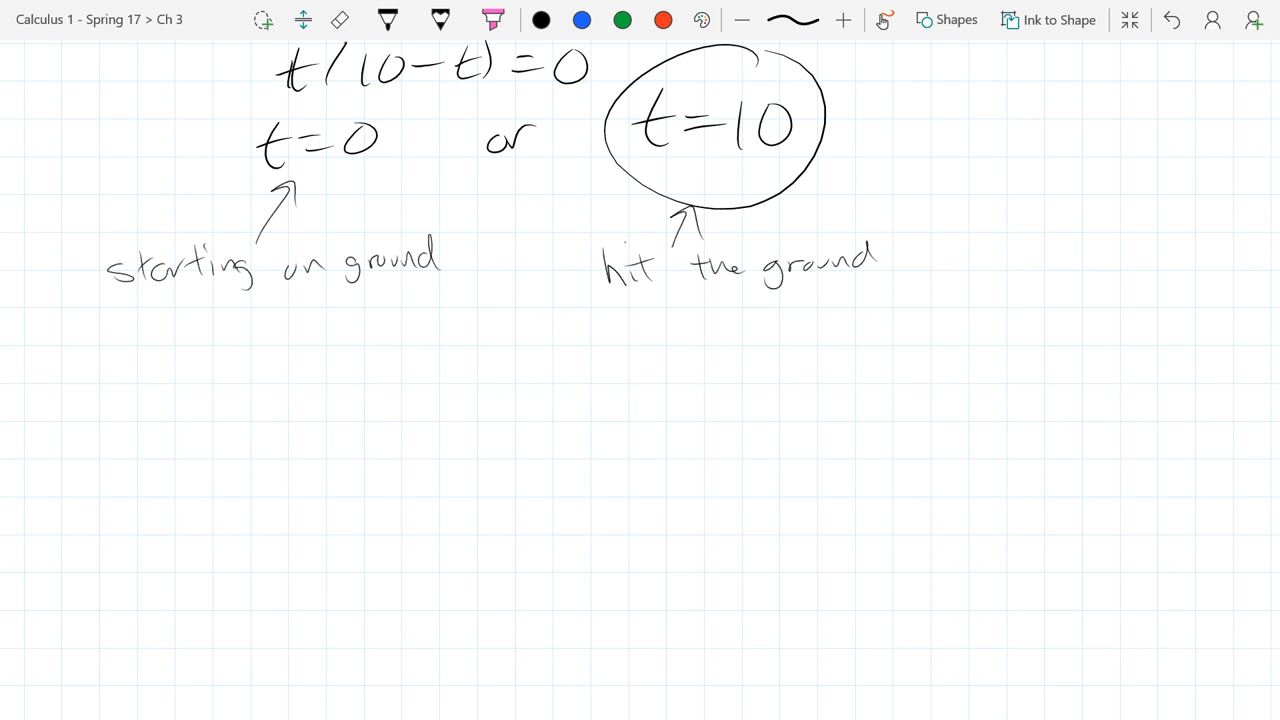 Calculus 1 - Spring 17 > Ch 3
Shapes
Ink to Shape
t(10-t)=0
t=0 or t=10
starting on ground
hit the ground